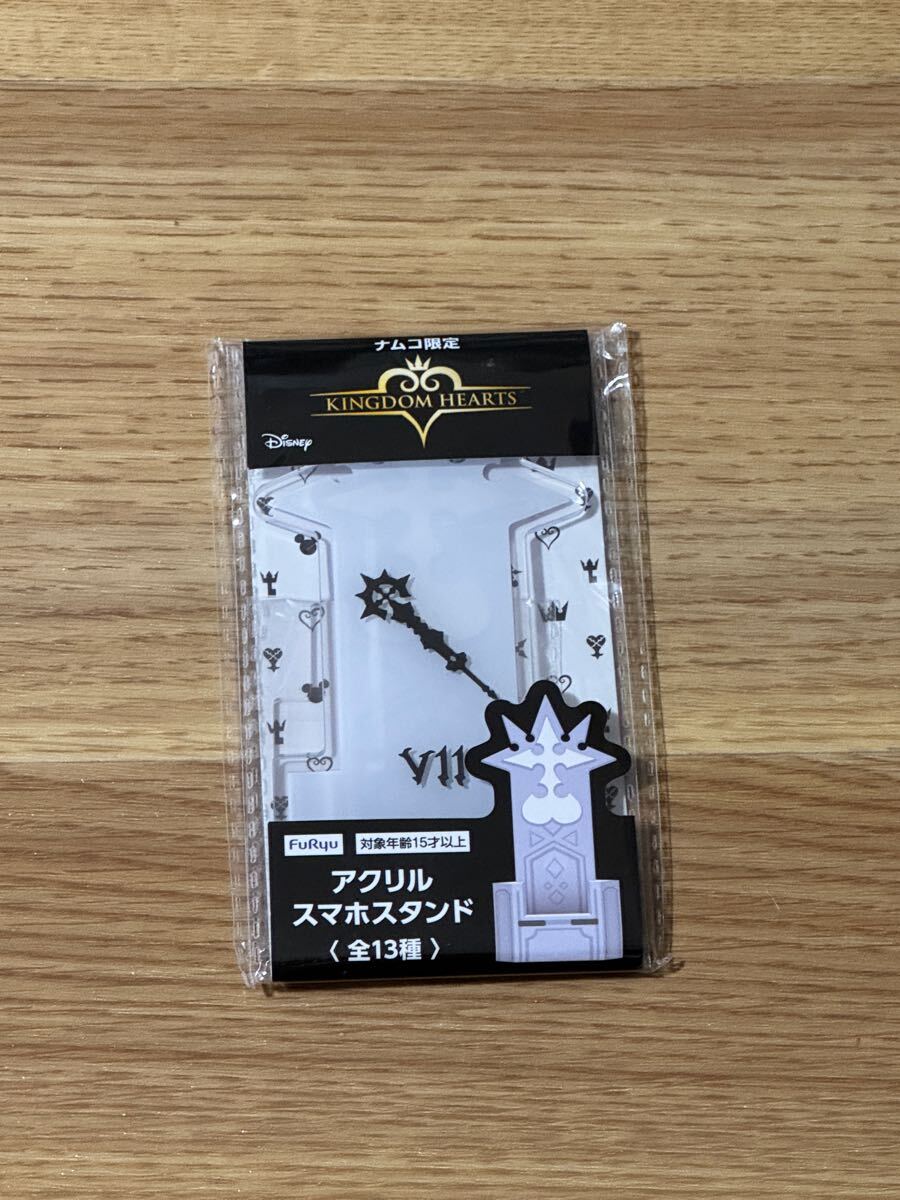 ナムコ限定
KINGDOM HEARTS
Disney
VII
FuRyu
対象年齢15才以上
アクリル
スマホスタンド
〈 全13種 〉